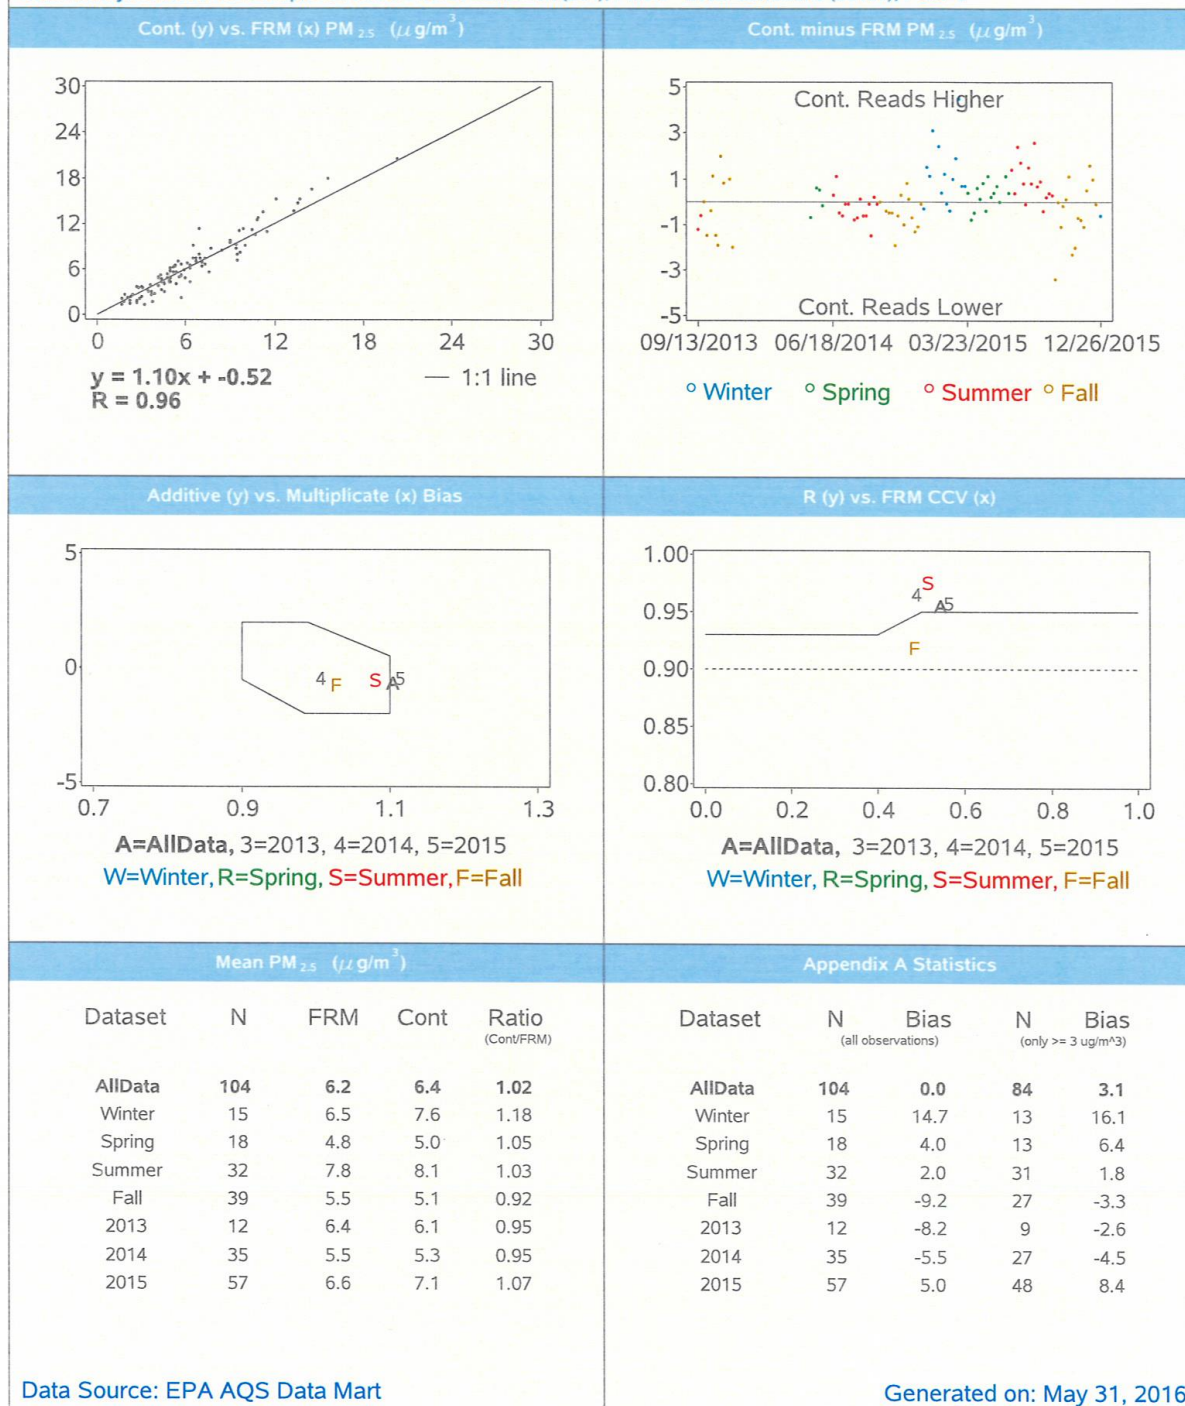 Cont. (y) vs. FRM (x) PM 2.5 (μg/m³)
30
24
18
12
6
0
0 6 12 18 24 30
y = 1.10x + -0.52
R = 0.96
— 1:1 line
Cont. minus FRM PM 2.5 (μg/m³)
5
3
1
-1
-3
-5
Cont. Reads Higher
Cont. Reads Lower
09/13/2013 06/18/2014 03/23/2015 12/26/2015
Winter Spring Summer Fall
Additive (y) vs. Multiplicate (x) Bias
5
0
-5
4 F S A 5
0.7 0.9 1.1 1.3
A=AllData, 3=2013, 4=2014, 5=2015
W=Winter, R=Spring, S=Summer, F=Fall
R (y) vs. FRM CCV (x)
1.00
0.95
0.90
0.85
0.80
S
4 A5
F
0.0 0.2 0.4 0.6 0.8 1.0
A=AllData, 3=2013, 4=2014, 5=2015
W=Winter, R=Spring, S=Summer, F=Fall
Mean PM 2.5 (μg/m³)
Dataset N FRM Cont Ratio
(Cont/FRM)
AllData 104 6.2 6.4 1.02
Winter 15 6.5 7.6 1.18
Spring 18 4.8 5.0 1.05
Summer 32 7.8 8.1 1.03
Fall 39 5.5 5.1 0.92
2013 12 6.4 6.1 0.95
2014 35 5.5 5.3 0.95
2015 57 6.6 7.1 1.07
Appendix A Statistics
Dataset N Bias N Bias
(all observations) (only >= 3 ug/m^3)
AllData 104 0.0 84 3.1
Winter 15 14.7 13 16.1
Spring 18 4.0 13 6.4
Summer 32 2.0 31 1.8
Fall 39 -9.2 27 -3.3
2013 12 -8.2 9 -2.6
2014 35 -5.5 27 -4.5
2015 57 5.0 48 8.4
Data Source: EPA AQS Data Mart
Generated on: May 31, 2016